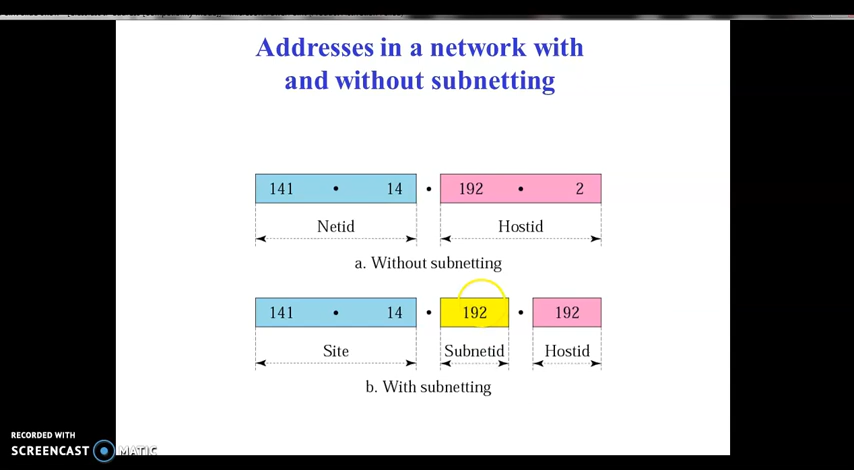 Addresses in a network with
and without subnetting
141 • 14 • 192 • 2
Netid Hostid
a. Without subnetting
141 • 14 • 192 • 192
Site Subnetid Hostid
b. With subnetting
RECORDED WITH
SCREENCAST MATIC